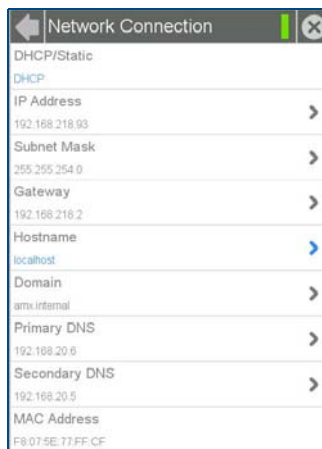 Network Connection
DHCP/Static
DHCP
IP Address
192.168.218.93
Subnet Mask
255.255.254.0
Gateway
192.168.218.2
Hostname
localhost
Domain
amx.internal
Primary DNS
192.168.20.6
Secondary DNS
192.168.20.5
MAC Address
F8:07:5E:77:FF:CF